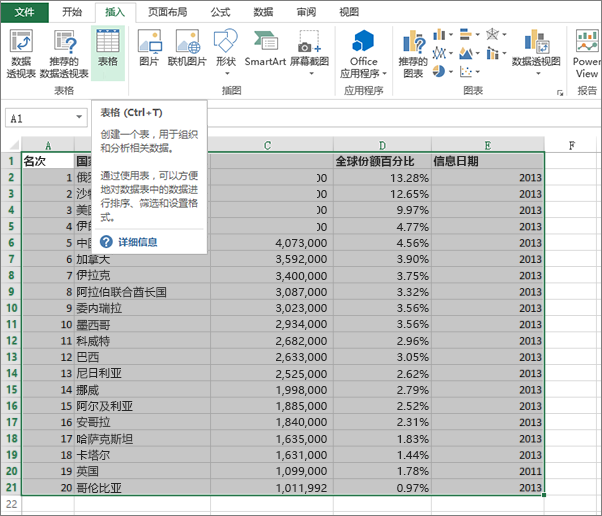 文件 开始 插入 页面布局 公式 数据 审阅 视图
数据 推荐的 表格 图片 联机图片 形状 SmartArt 屏幕截图 Office 推荐的 数据透视图 Power
透视表 数据透视表 应用程序 图表 View
表格 插图 应用程序 图表 报告
A1
表格 (Ctrl+T)
创建一个表，用于组织
和分析相关数据。
通过使用表，可以方便
地对数据表中的数据进
行排序、筛选和设置格
式。
详细信息
A C D E F
1 名次 国 全球份额百分比 信息日期
2 1 俄罗 00 13.28% 2013
3 2 沙特 00 12.65% 2013
4 3 美国 00 9.97% 2013
5 4 伊朗 00 4.77% 2013
6 5 中国 4,073,000 4.56% 2013
7 6 加拿大 3,592,000 3.90% 2013
8 7 伊拉克 3,400,000 3.75% 2013
9 8 阿拉伯联合酋长国 3,087,000 3.32% 2013
10 9 委内瑞拉 3,023,000 3.56% 2013
11 10 墨西哥 2,934,000 3.56% 2013
12 11 科威特 2,682,000 2.96% 2013
13 12 巴西 2,633,000 3.05% 2013
14 13 尼日利亚 2,525,000 2.62% 2013
15 14 挪威 1,998,000 2.79% 2013
16 15 阿尔及利亚 1,885,000 2.52% 2013
17 16 安哥拉 1,840,000 2.31% 2013
18 17 哈萨克斯坦 1,635,000 1.83% 2013
19 18 卡塔尔 1,631,000 1.44% 2013
20 19 英国 1,099,000 1.78% 2011
21 20 哥伦比亚 1,011,992 0.97% 2013
22